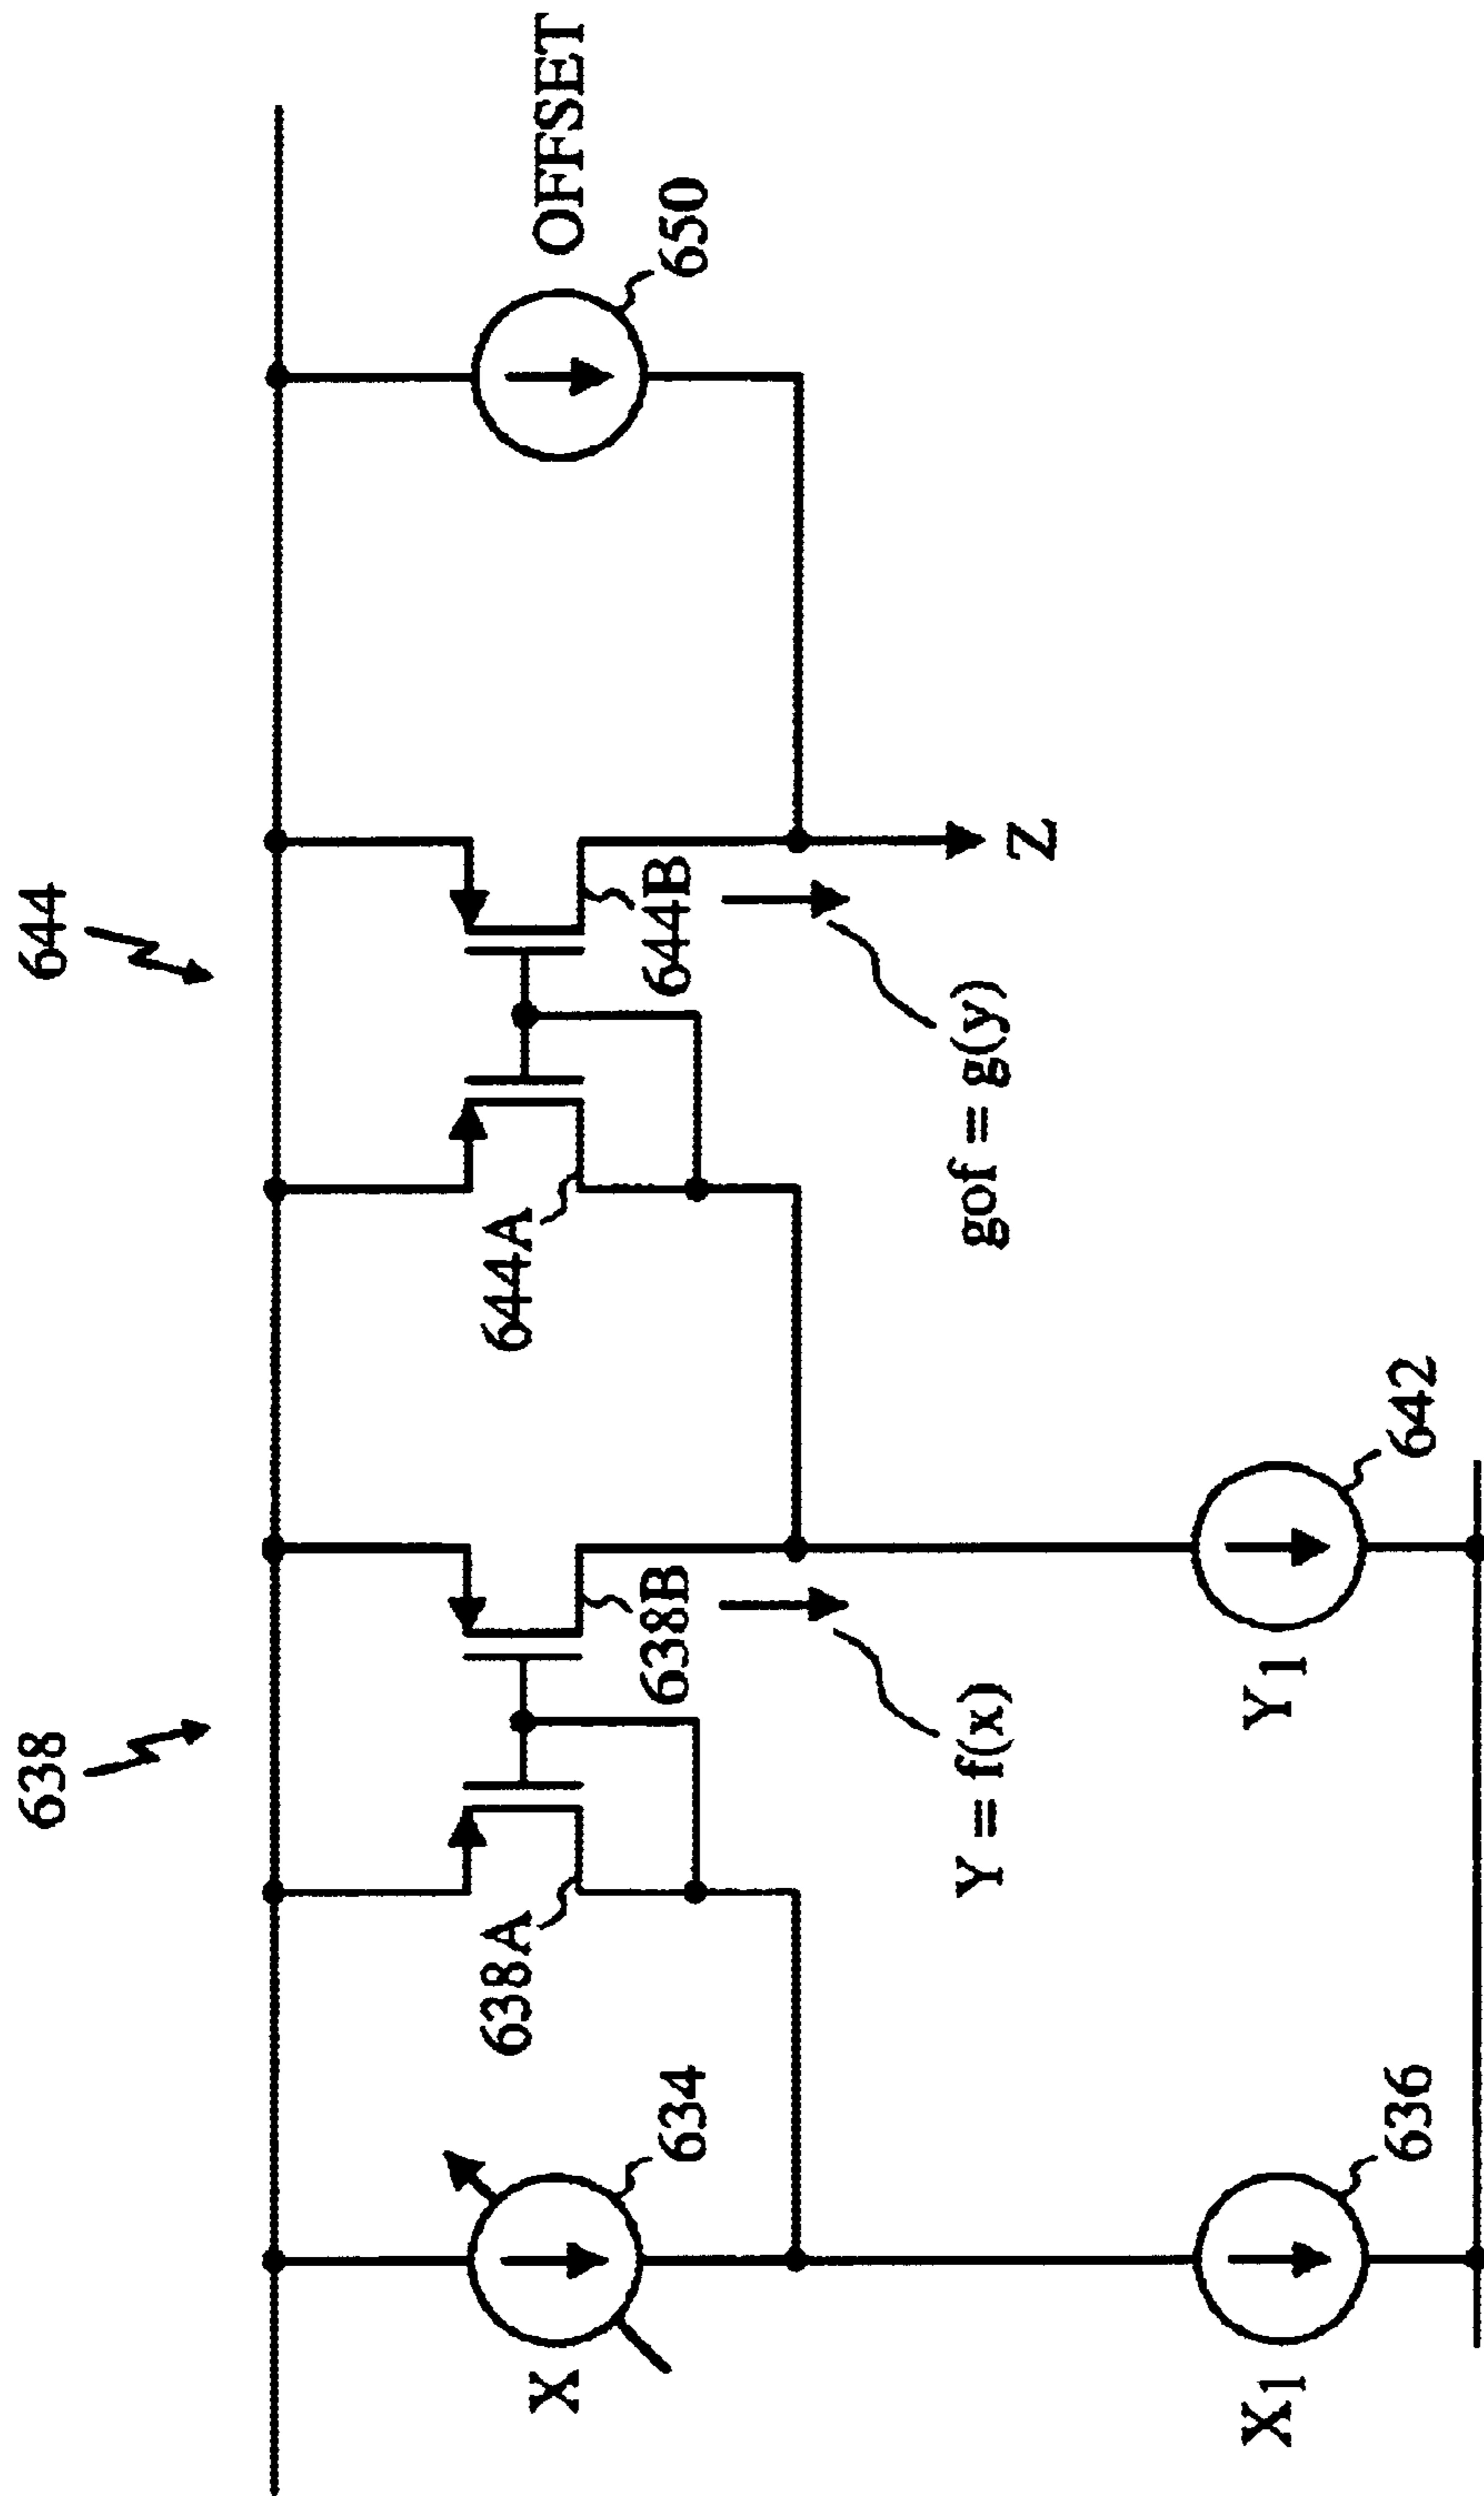 638
644
X
634
638A
638B
644A
644B
OFFSET
650
Y = f(x)
gof = g(y)
Z
X1
636
Y1
642